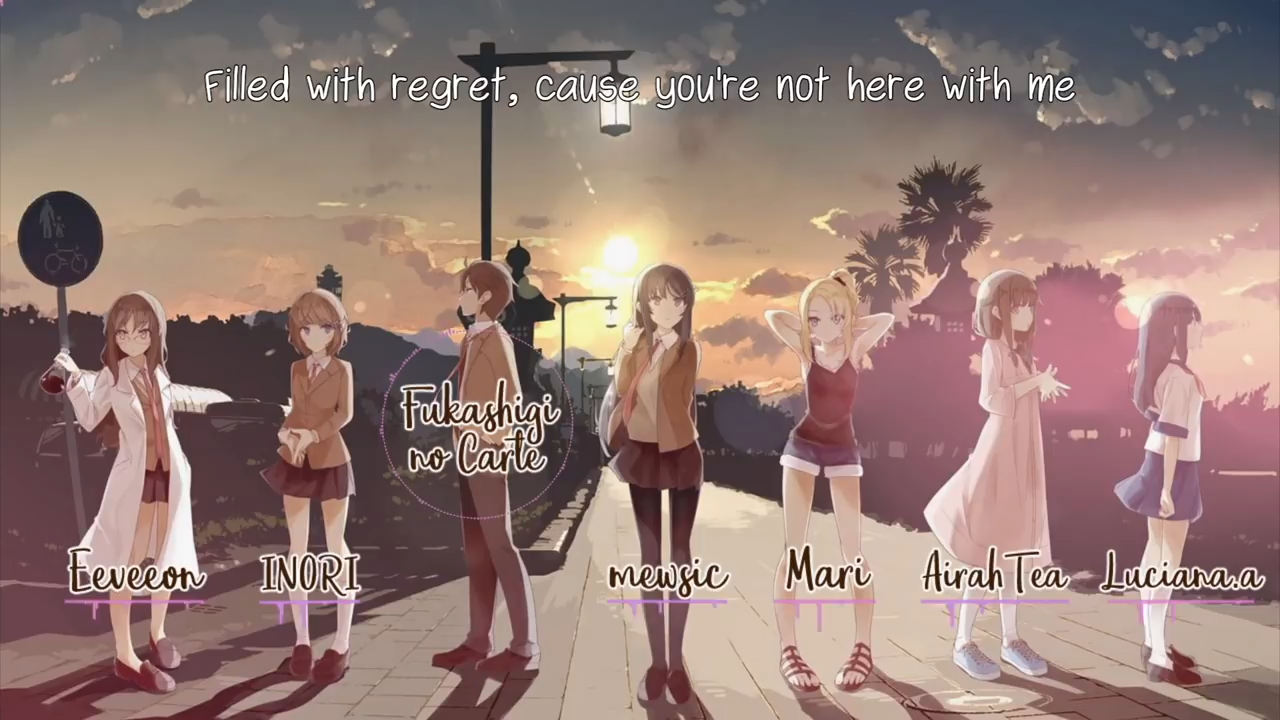 Filled with regret, cause you're not here with me
Fukashigi
no Carte
Eeveeon
INORI
mewsic
Mari
AirahTea
Luciana.a